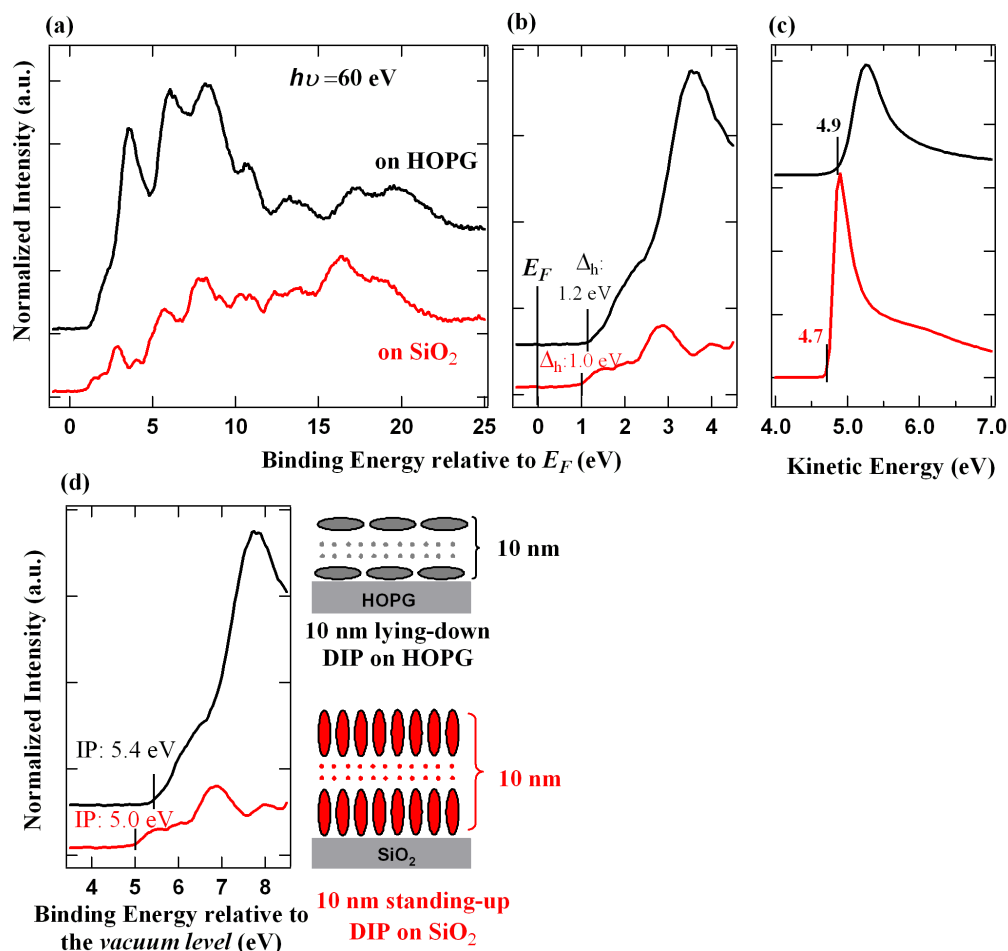 (a)
Normalized Intensity (a.u.)
hυ =60 eV
on HOPG
on SiO₂
0 5 10 15 20 25
(b)
E_F
Δ_h:
1.2 eV
Δ_h:1.0 eV
0 1 2 3 4
Binding Energy relative to E_F (eV)
(c)
4.9
4.7
4.0 5.0 6.0 7.0
Kinetic Energy (eV)
(d)
Normalized Intensity (a.u.)
IP: 5.4 eV
IP: 5.0 eV
4 5 6 7 8
Binding Energy relative to
the vacuum level (eV)
10 nm
HOPG
10 nm lying-down
DIP on HOPG
10 nm
SiO₂
10 nm standing-up
DIP on SiO₂